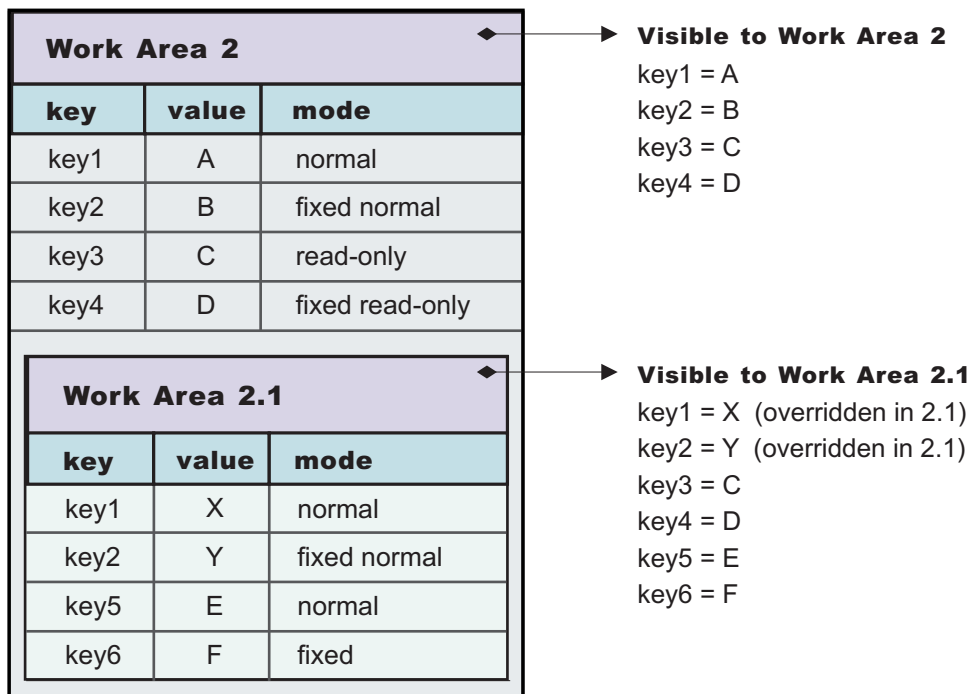 Work Area 2
key value mode
key1 A normal
key2 B fixed normal
key3 C read-only
key4 D fixed read-only
Visible to Work Area 2
key1 = A
key2 = B
key3 = C
key4 = D
Work Area 2.1
key value mode
key1 X normal
key2 Y fixed normal
key5 E normal
key6 F fixed
Visible to Work Area 2.1
key1 = X (overridden in 2.1)
key2 = Y (overridden in 2.1)
key3 = C
key4 = D
key5 = E
key6 = F